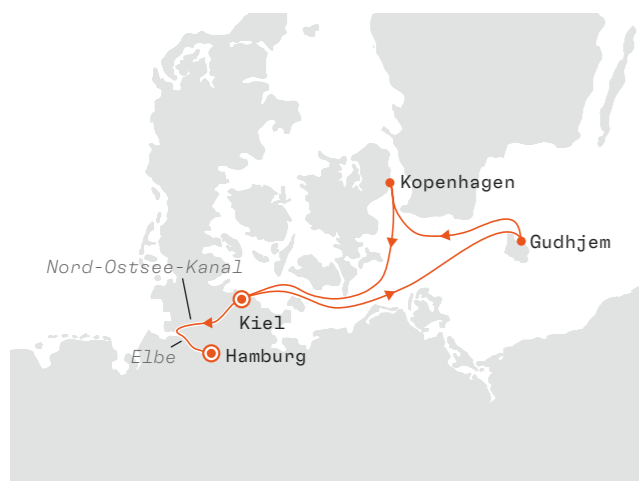 Kopenhagen
Gudhjem
Nord-Ostsee-Kanal
Kiel
Elbe
Hamburg